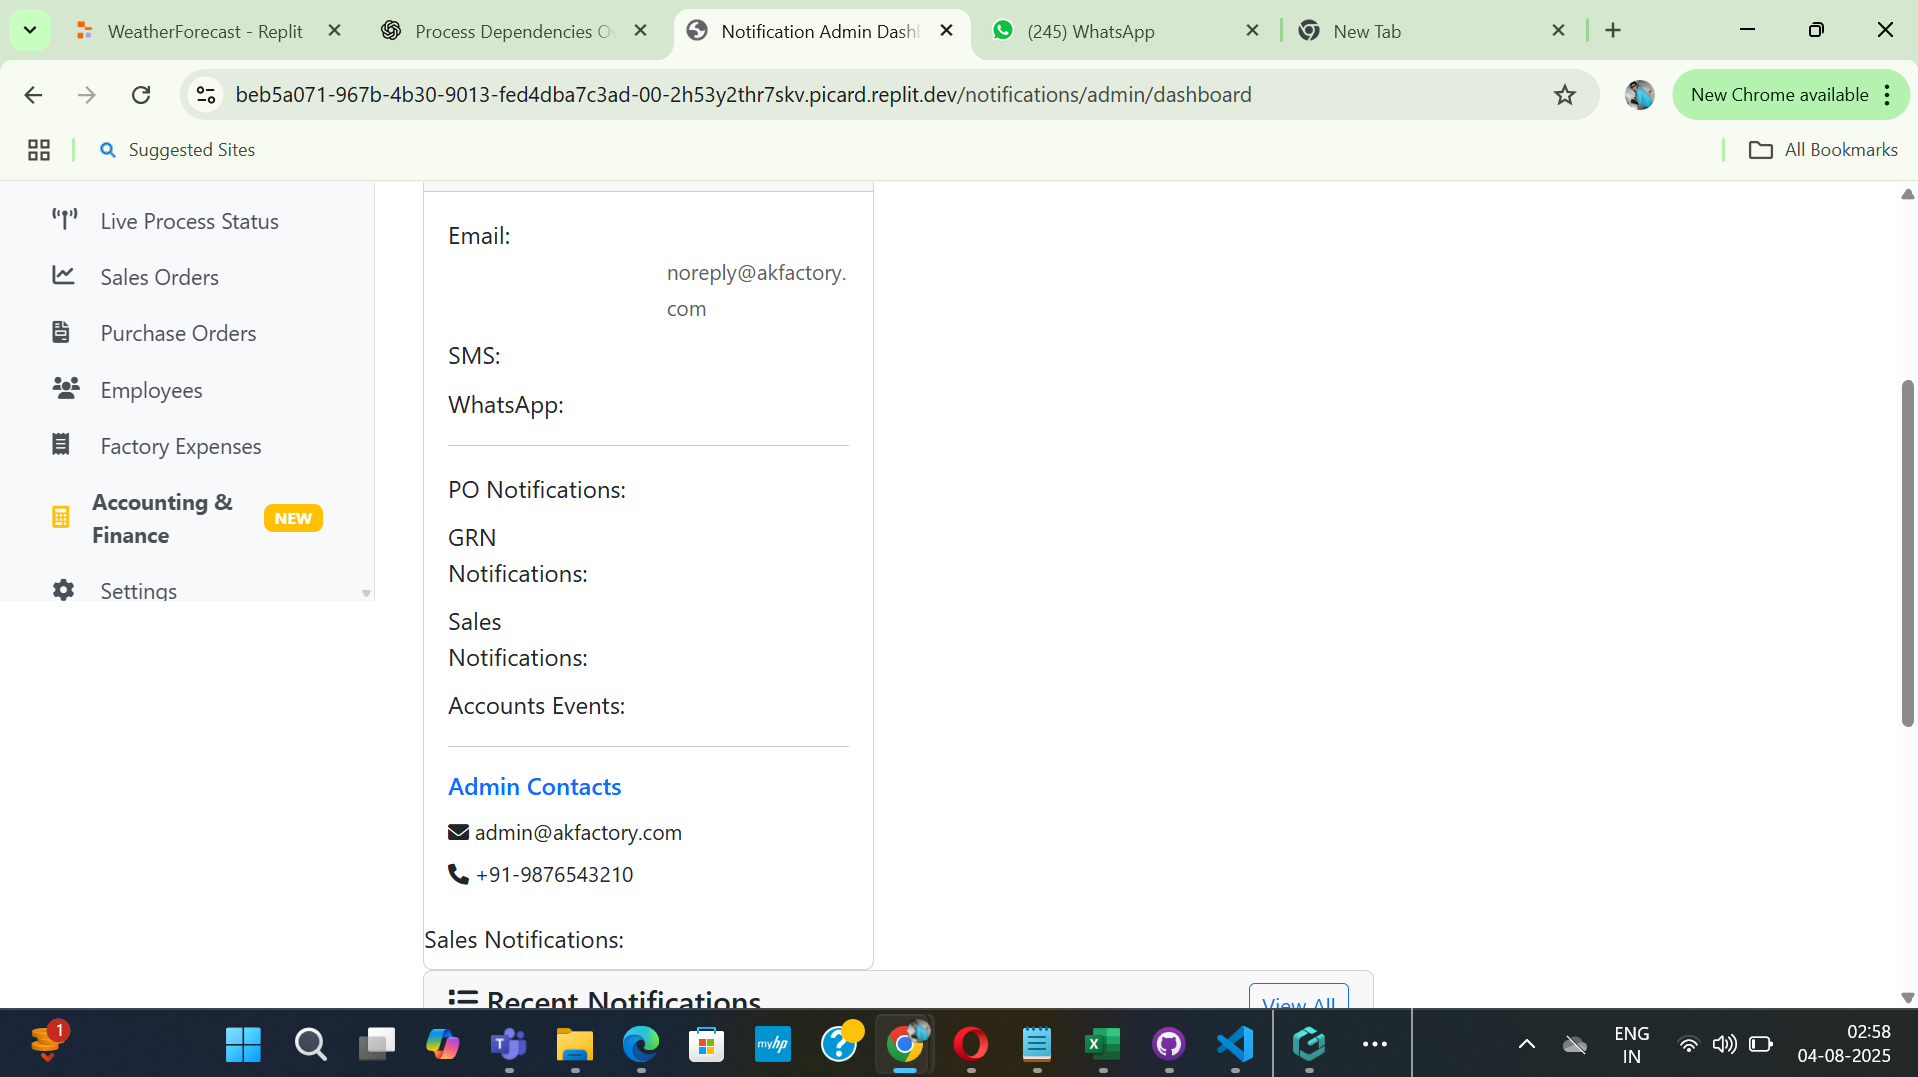 WeatherForecast - Replit
Process Dependencies Ov
Notification Admin Dashb
(245) WhatsApp
New Tab
beb5a071-967b-4b30-9013-fed4dba7c3ad-00-2h53y2thr7skv.picard.replit.dev/notifications/admin/dashboard
New Chrome available
Suggested Sites
All Bookmarks
Live Process Status
Sales Orders
Purchase Orders
Employees
Factory Expenses
Accounting &
Finance
NEW
Settings
Email:
noreply@akfactory.
com
SMS:
WhatsApp:
PO Notifications:
GRN
Notifications:
Sales
Notifications:
Accounts Events:
Admin Contacts
admin@akfactory.com
+91-9876543210
Sales Notifications:
Recent Notifications
View All
1
myhp
ENG
IN
02:58
04-08-2025